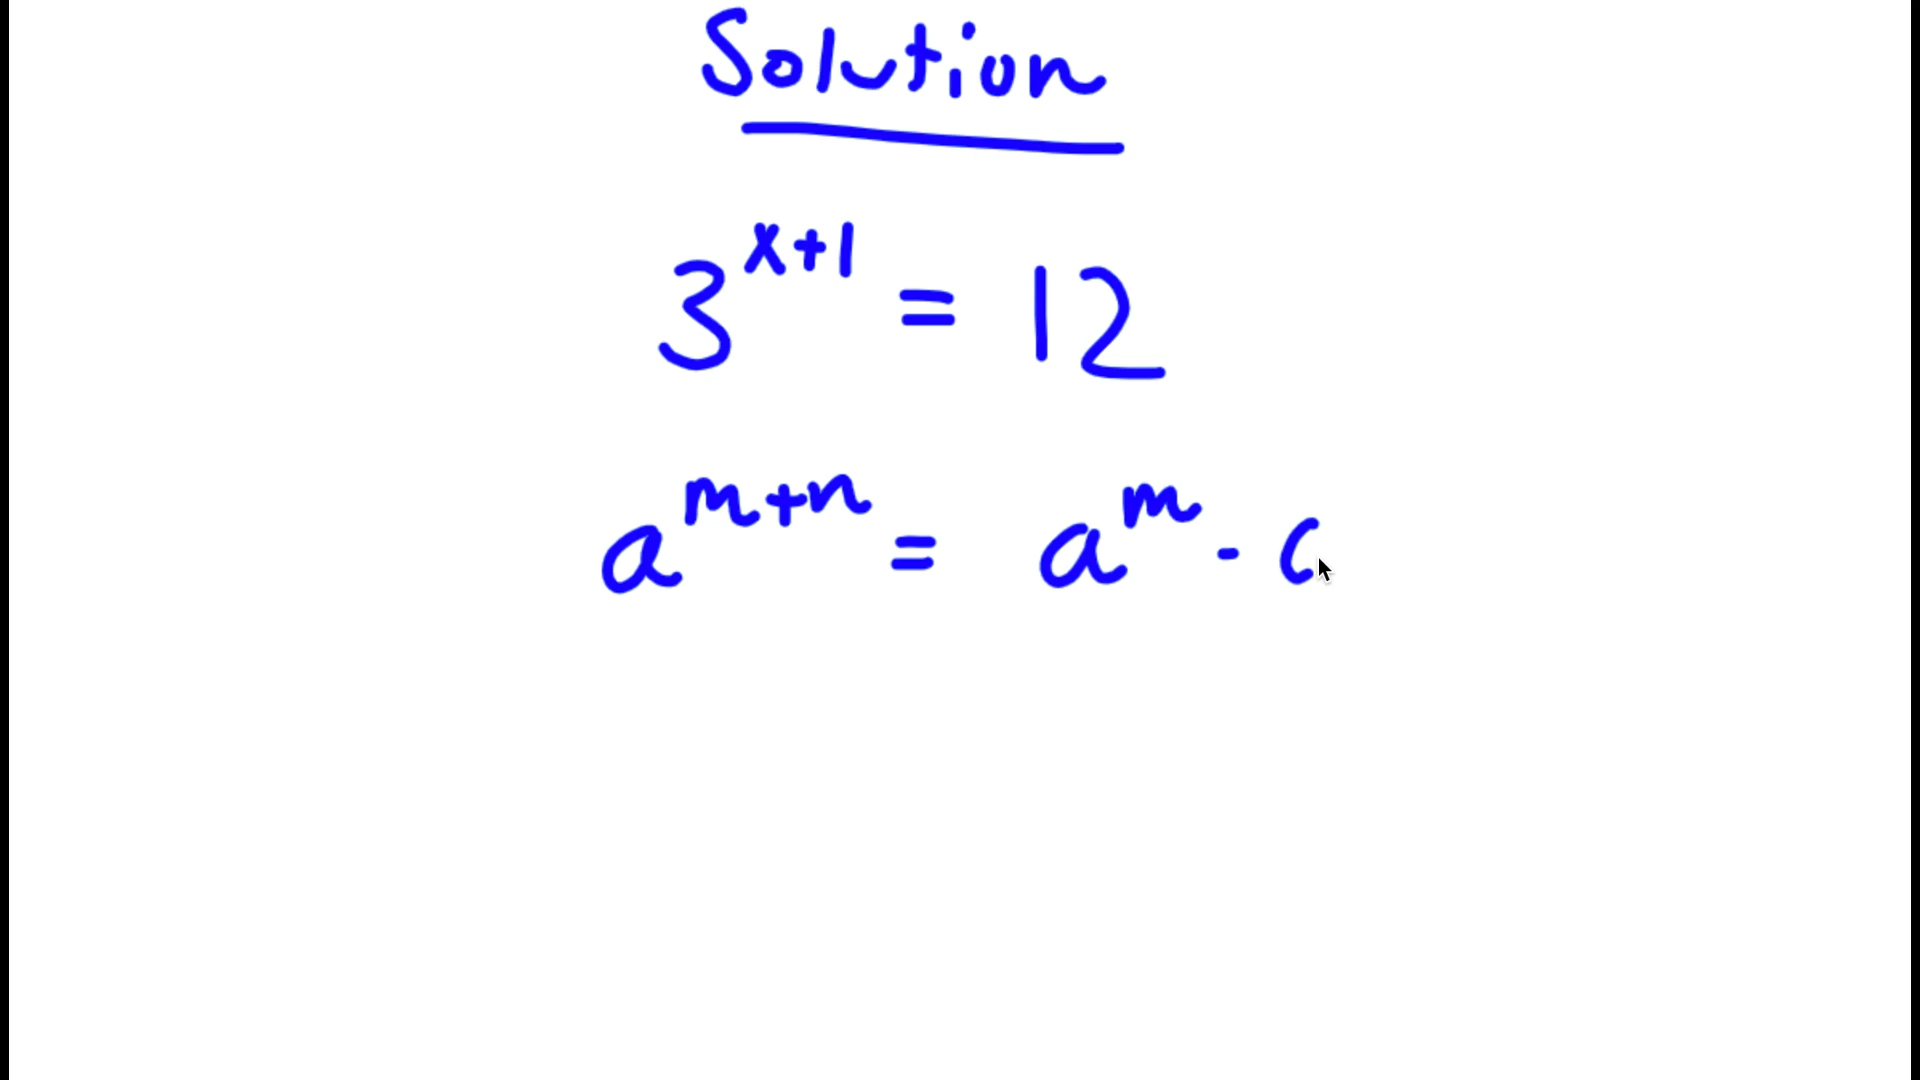 Solution
3^{x+1} = 12
a^{m+n} = a^m ·